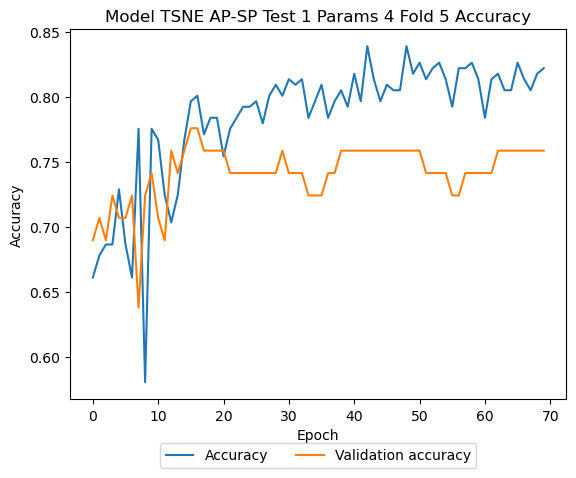 Model TSNE AP-SP Test 1 Params 4 Fold 5 Accuracy
0.85
0.80
0.75
0.70
0.65
0.60
Accuracy
0 10 20 30 40 50 60 70
Epoch
Accuracy Validation accuracy